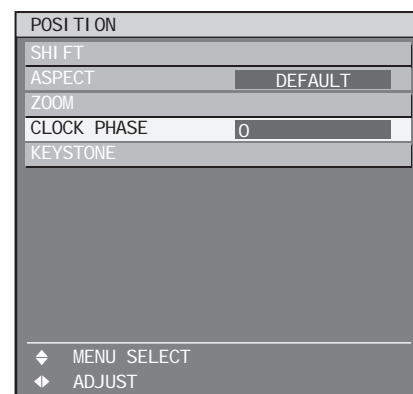 POSITION
SHIFT
ASPECT DEFAULT
ZOOM
CLOCK PHASE 0
KEYSTONE
MENU SELECT
ADJUST